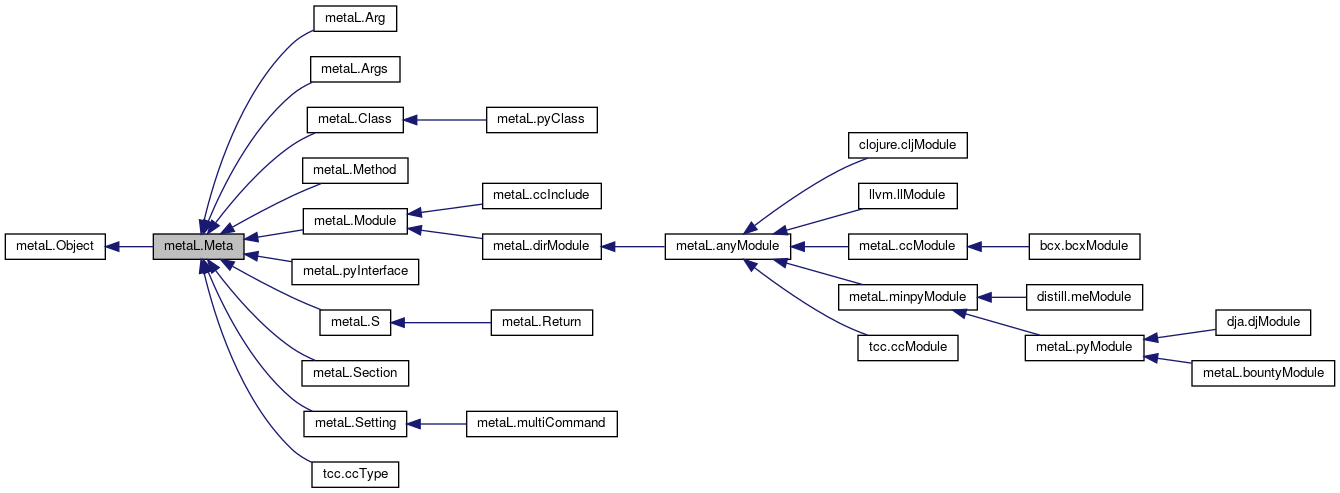 metaL.Object
metaL.Meta
metaL.Arg
metaL.Args
metaL.Class
metaL.pyClass
metaL.Method
metaL.Module
metaL.ccInclude
metaL.dirModule
metaL.anyModule
clojure.cljModule
llvm.llModule
metaL.ccModule
bcx.bcxModule
metaL.minpyModule
distill.meModule
metaL.pyModule
dja.djModule
metaL.bountyModule
tcc.ccModule
metaL.pyInterface
metaL.S
metaL.Return
metaL.Section
metaL.Setting
metaL.multiCommand
tcc.ccType